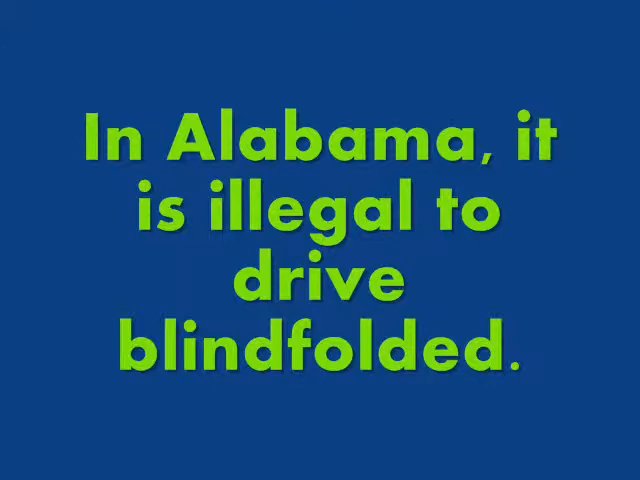 In Alabama, it
is illegal to
drive
blindfolded.